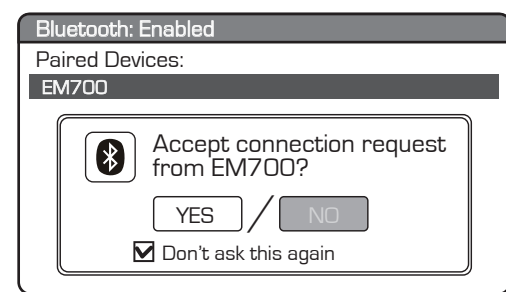 Bluetooth: Enabled
Paired Devices:
EM700
Accept connection request
from EM700?
YES / NO
Don't ask this again